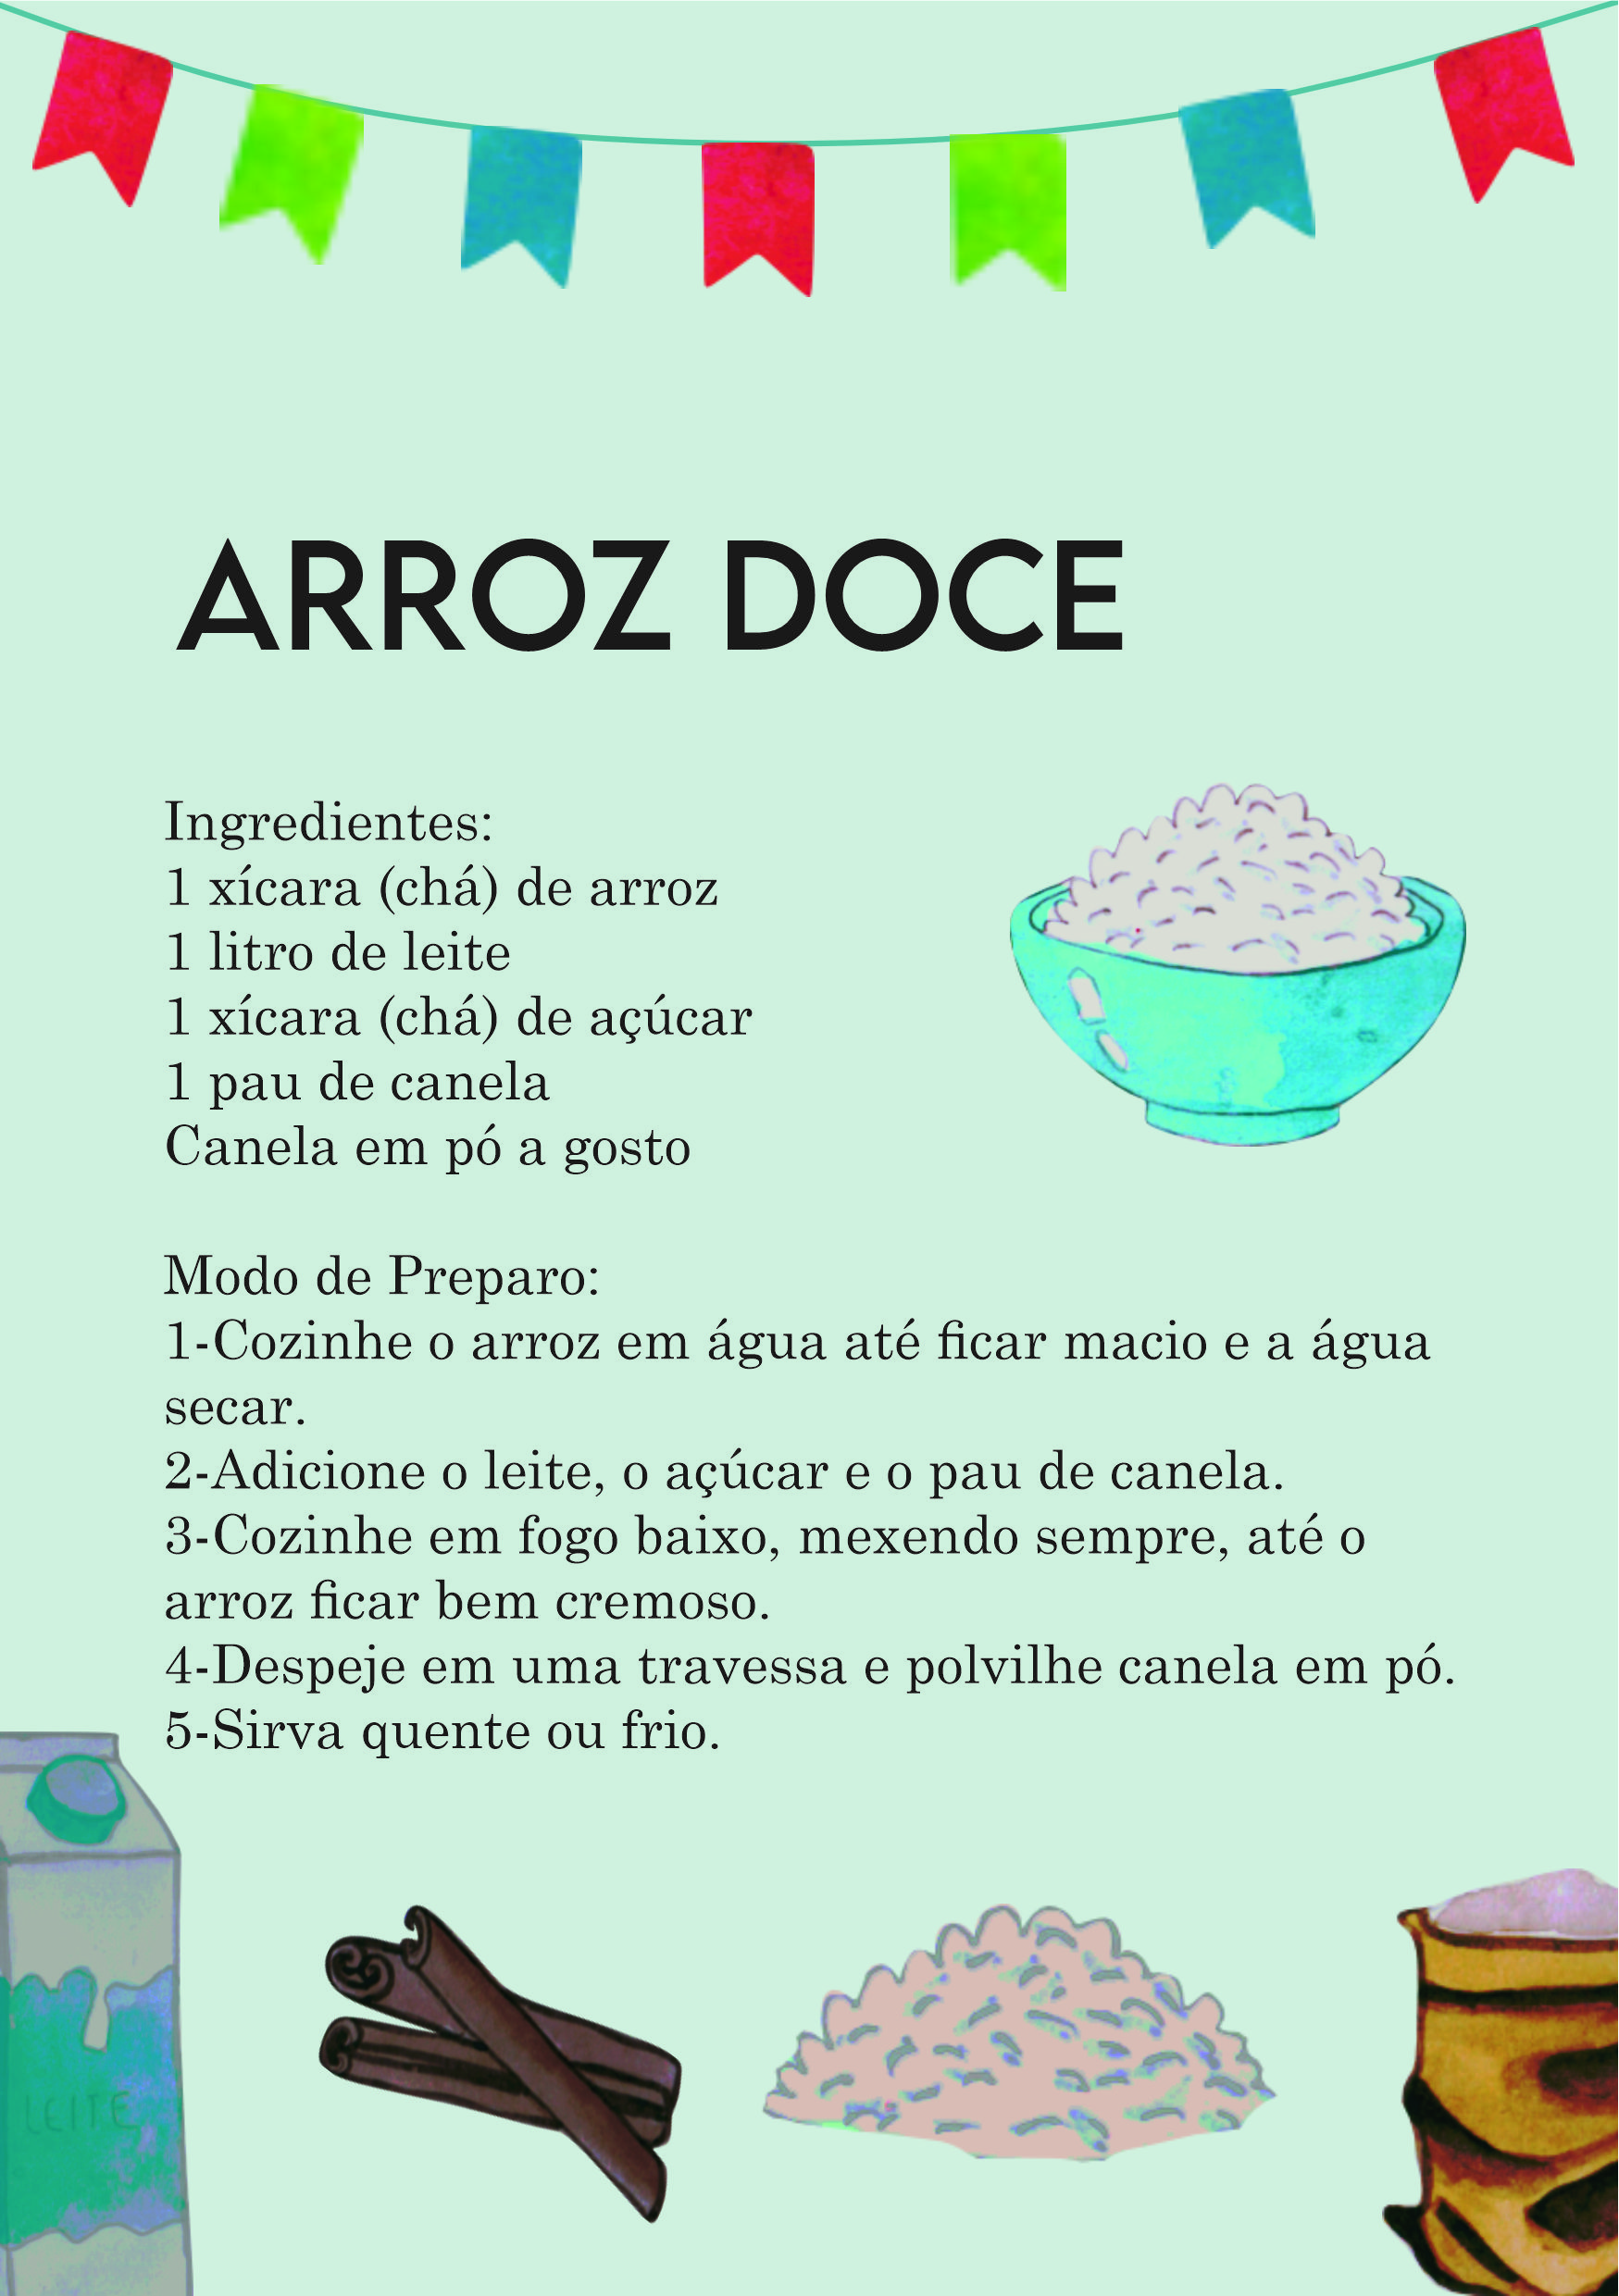 ARROZ DOCE
Ingredientes:
1 xícara (chá) de arroz
1 litro de leite
1 xícara (chá) de açúcar
1 pau de canela
Canela em pó a gosto
Modo de Preparo:
1-Cozinhe o arroz em água até ficar macio e a água
secar.
2-Adicione o leite, o açúcar e o pau de canela.
3-Cozinhe em fogo baixo, mexendo sempre, até o
arroz ficar bem cremoso.
4-Despeje em uma travessa e polvilhe canela em pó.
5-Sirva quente ou frio.
LEITE